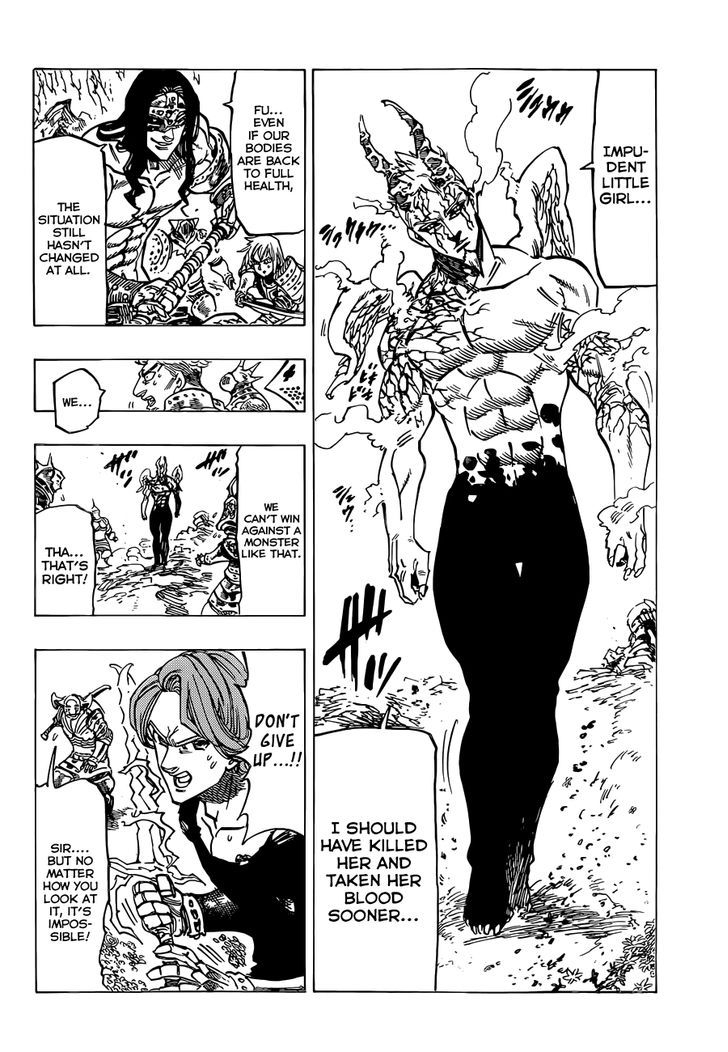 IMPU-
DENT
LITTLE
GIRL...
I SHOULD
HAVE KILLED
HER AND
TAKEN HER
BLOOD
SOONER...
FU...
EVEN
IF OUR
BODIES
ARE BACK
TO FULL
HEALTH,
THE
SITUATION
STILL
HASN'T
CHANGED
AT ALL.
WE...
WE
CAN'T WIN
AGAINST A
MONSTER
LIKE THAT.
THA...
THAT'S
RIGHT!
DON'T
GIVE
UP...!!
SIR....
BUT NO
MATTER
HOW YOU
LOOK AT
IT, IT'S
IMPOS-
SIBLE!